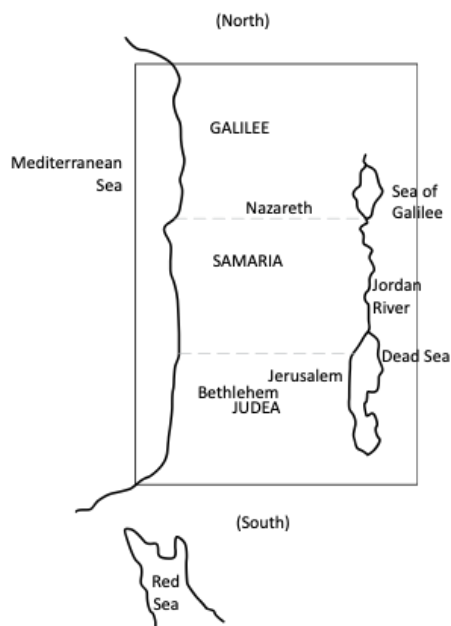 (North)
GALILEE
Mediterranean
Sea
Nazareth
Sea of
Galilee
SAMARIA
Jordan
River
Dead Sea
Jerusalem
Bethlehem
JUDEA
(South)
Red
Sea